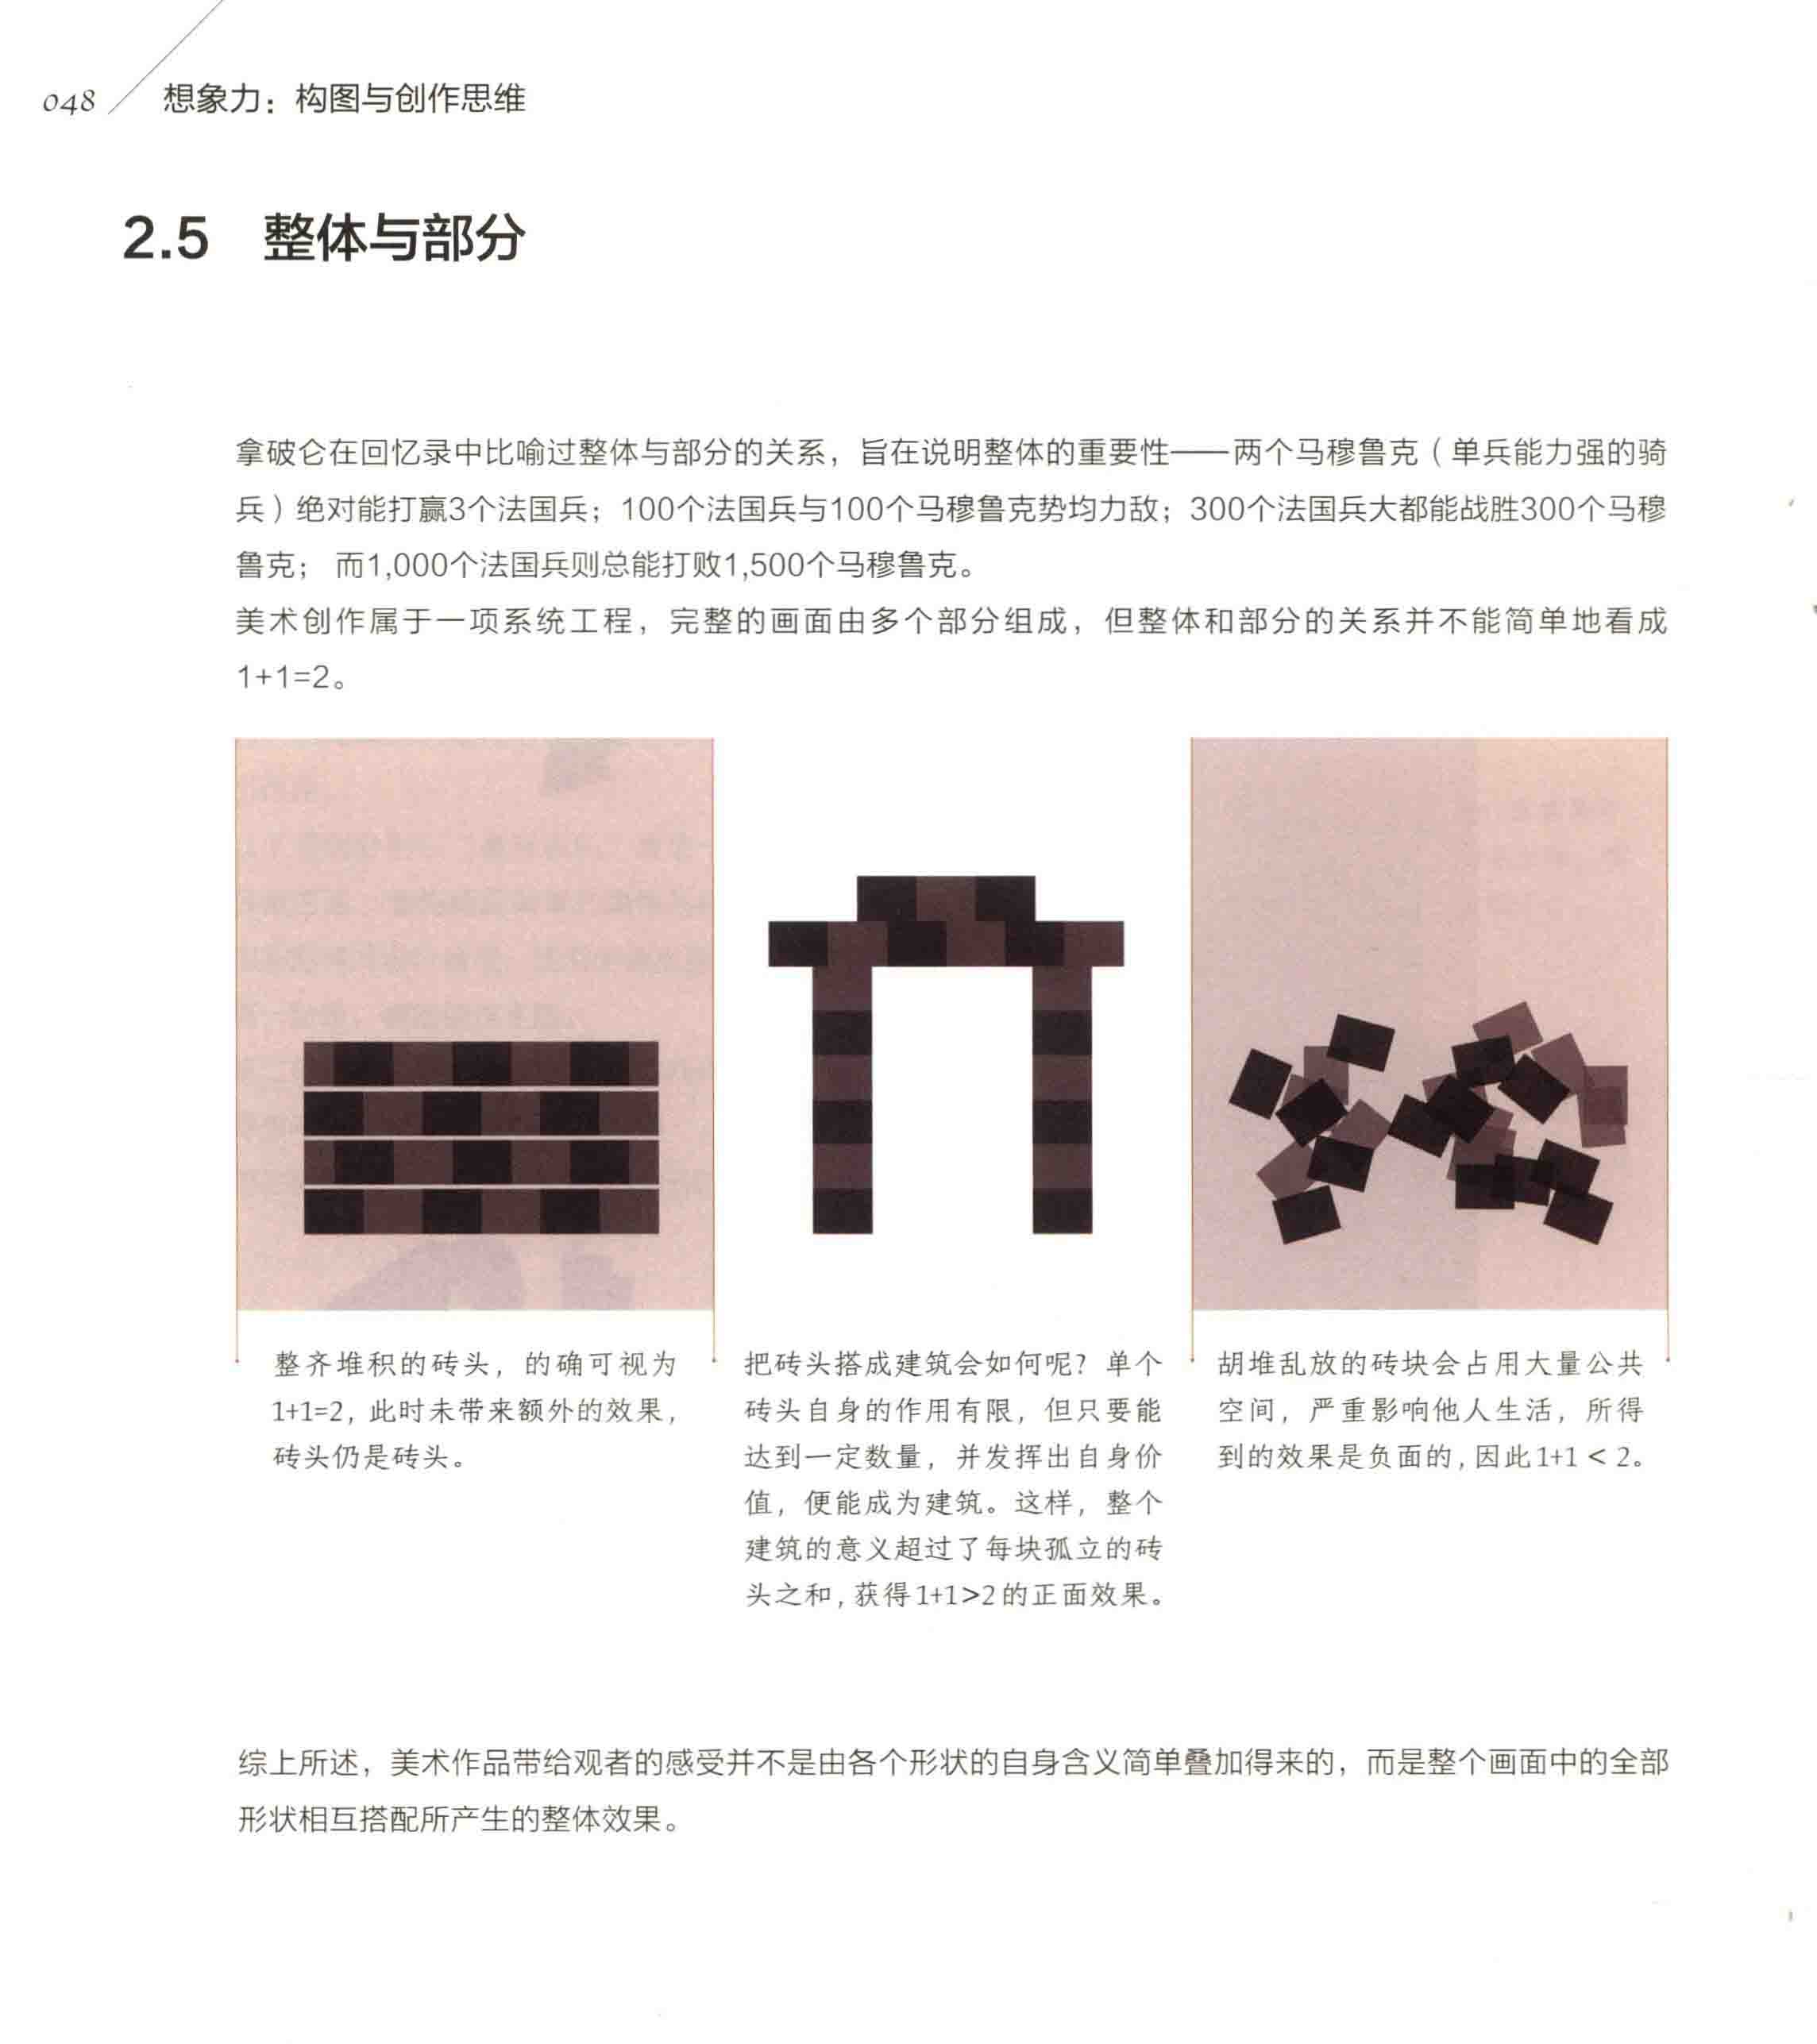 048
想象力：构图与创作思维
2.5 整体与部分
拿破仑在回忆录中比喻过整体与部分的关系，旨在说明整体的重要性——两个马穆鲁克（单兵能力强的骑
兵）绝对能打赢3个法国兵；100个法国兵与100个马穆鲁克势均力敌；300个法国兵大都能战胜300个马穆
鲁克； 而1,000个法国兵则总能打败1,500个马穆鲁克。
美术创作属于一项系统工程，完整的画面由多个部分组成，但整体和部分的关系并不能简单地看成
1+1=2。
整齐堆积的砖头，的确可视为
1+1=2，此时未带来额外的效果，
砖头仍是砖头。
把砖头搭成建筑会如何呢？单个
砖头自身的作用有限，但只要能
达到一定数量，并发挥出自身价
值，便能成为建筑。这样，整个
建筑的意义超过了每块孤立的砖
头之和，获得1+1>2的正面效果。
胡堆乱放的砖块会占用大量公共
空间，严重影响他人生活，所得
到的效果是负面的，因此1+1＜2。
综上所述，美术作品带给观者的感受并不是由各个形状的自身含义简单叠加得来的，而是整个画面中的全部
形状相互搭配所产生的整体效果。